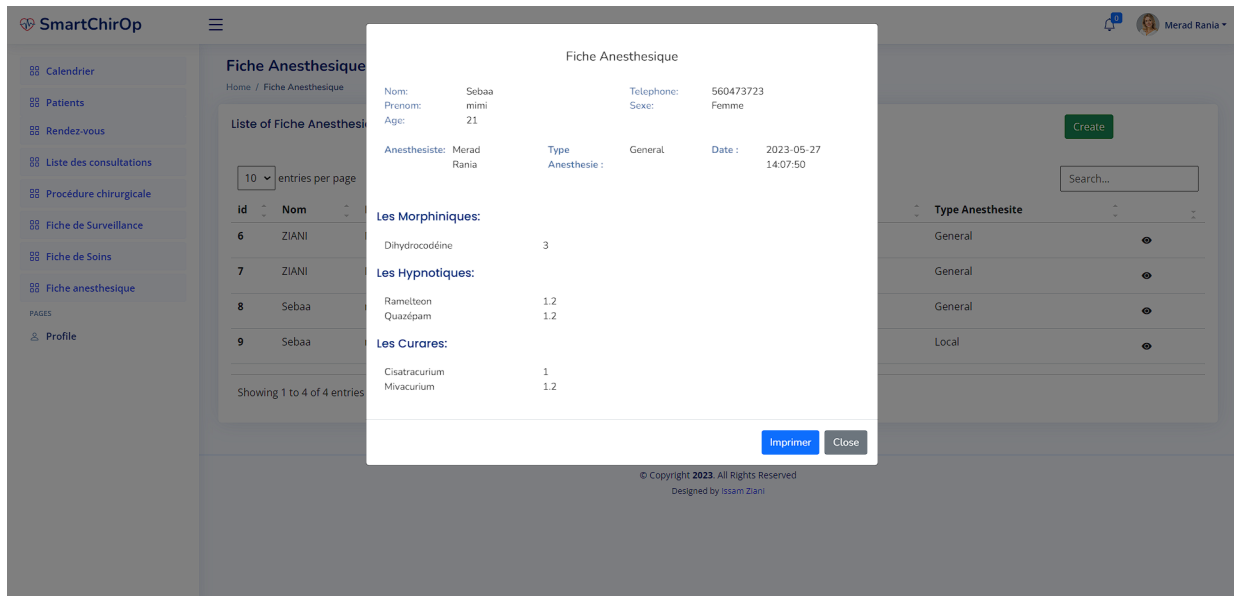 SmartChirOp
0
Merad Rania
Calendrier
Patients
Rendez-vous
Liste des consultations
Procédure chirurgicale
Fiche de Surveillance
Fiche de Soins
Fiche anesthesique
PAGES
Profile
Fiche Anesthesique
Home / Fiche Anesthesique
Liste of Fiche Anesthesi
Create
10 entries per page
Search...
id Nom Type Anesthesite
6 ZIANI General
7 ZIANI General
8 Sebaa General
9 Sebaa Local
Showing 1 to 4 of 4 entries
Fiche Anesthesique
Nom: Sebaa Telephone: 560473723
Prenom: mimi Sexe: Femme
Age: 21
Anesthesiste: Merad Type General Date : 2023-05-27
Rania Anesthesie : 14:07:50
Les Morphiniques:
Dihydrocodéine 3
Les Hypnotiques:
Ramelteon 1.2
Quazépam 1.2
Les Curares:
Cisatracurium 1
Mivacurium 1.2
Imprimer Close
© Copyright 2023. All Rights Reserved
Designed by Issam Ziani